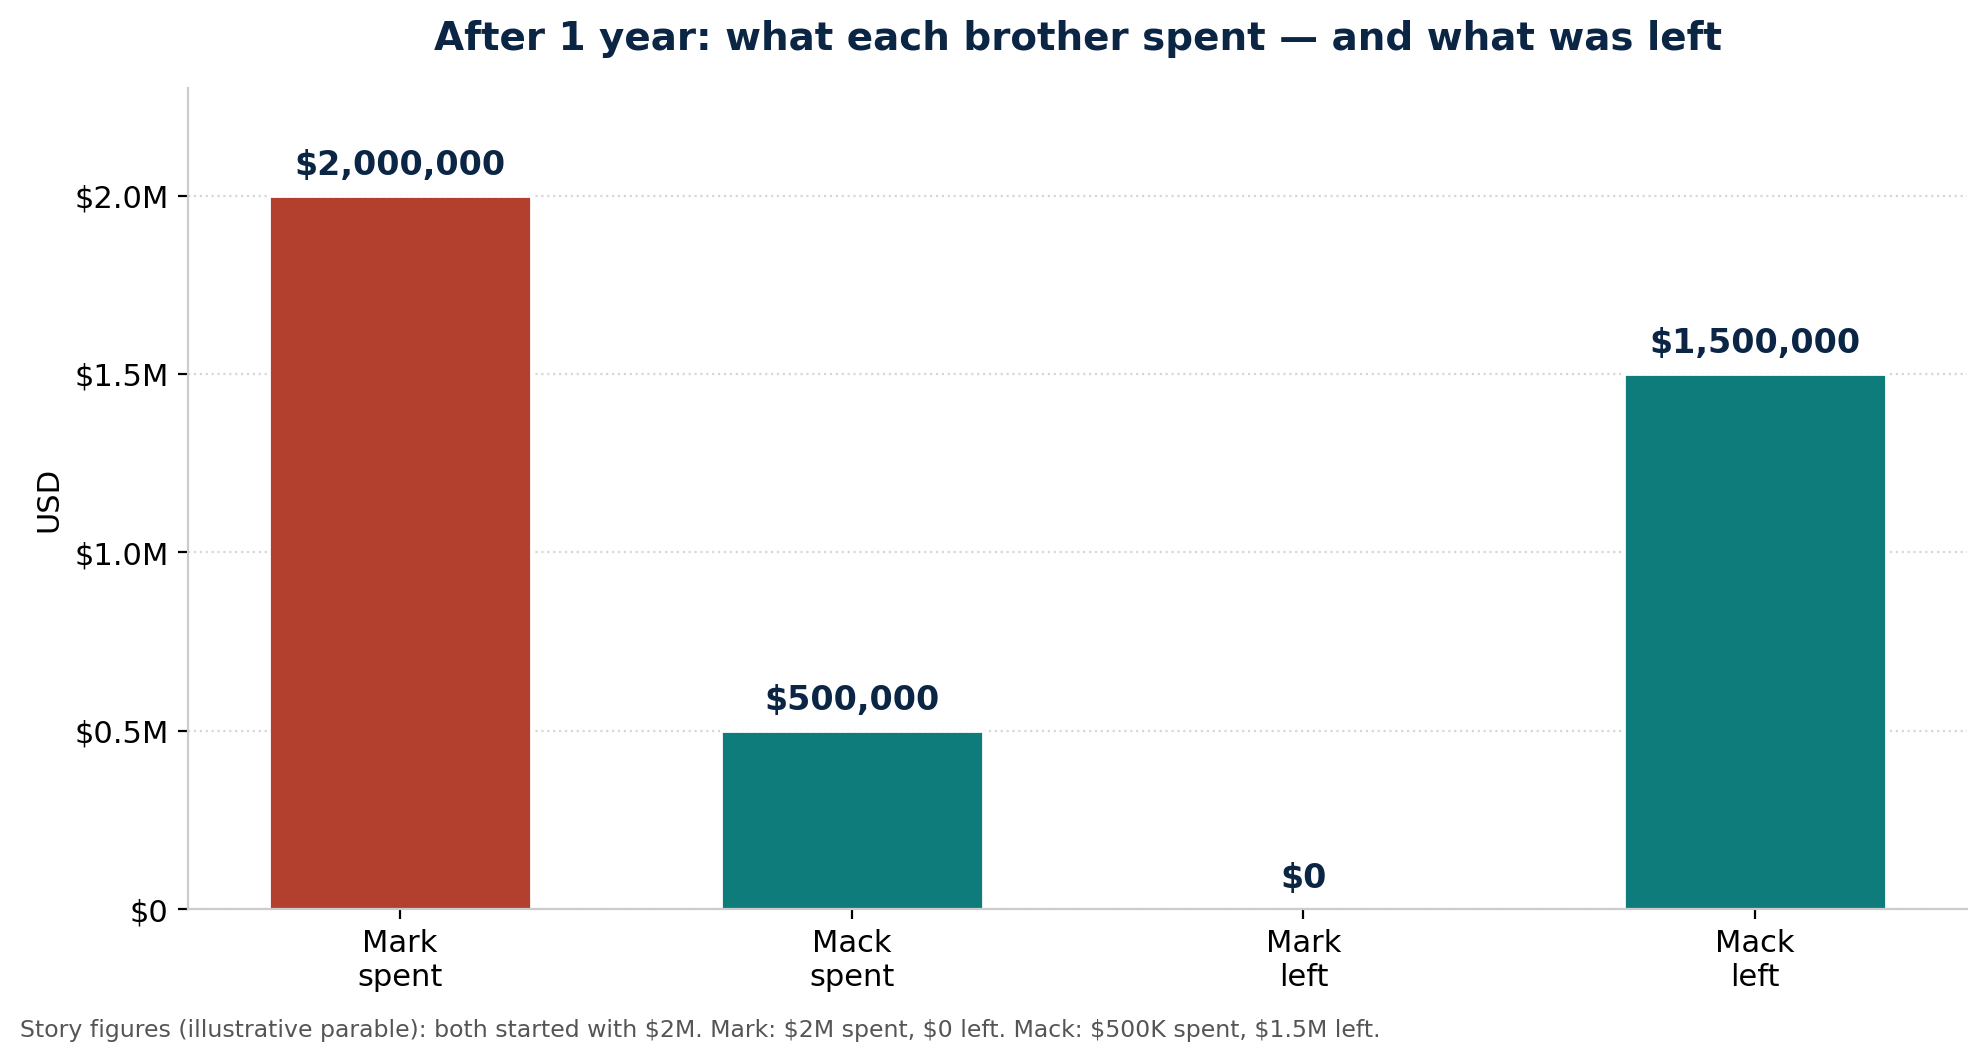 After 1 year: what each brother spent — and what was left
$2,000,000
$2.0M
$1,500,000
$1.5M
USD
$1.0M
$500,000
$0.5M
$0
$0
Mark
spent
Mack
spent
Mark
left
Mack
left
Story figures (illustrative parable): both started with $2M. Mark: $2M spent, $0 left. Mack: $500K spent, $1.5M left.